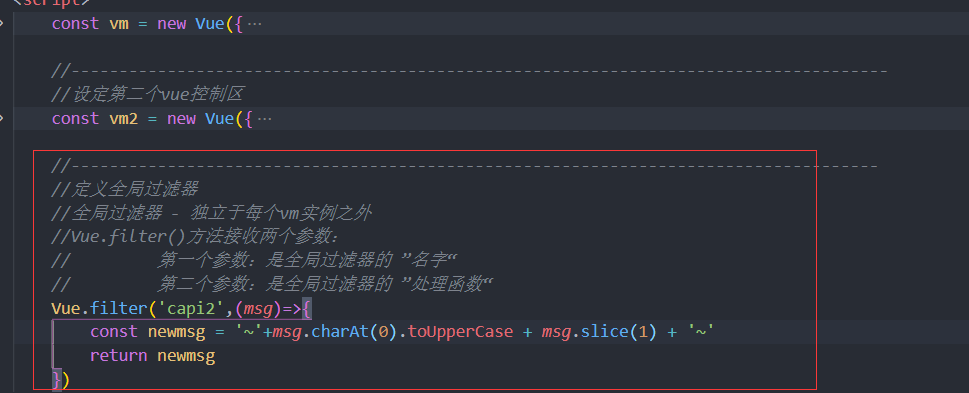 <script>
const vm = new Vue({ ···
//--------------------------------------------------------------------------------------
//设定第二个vue控制区
const vm2 = new Vue({ ···
//-------------------------------------------------------------------------------------
//定义全局过滤器
//全局过滤器 - 独立于每个vm实例之外
//Vue.filter()方法接收两个参数：
//         第一个参数：是全局过滤器的 ”名字“
//         第二个参数：是全局过滤器的 ”处理函数“
Vue.filter('capi2',(msg)=>{
    const newmsg = '~'+msg.charAt(0).toUpperCase + msg.slice(1) + '~'
    return newmsg
})